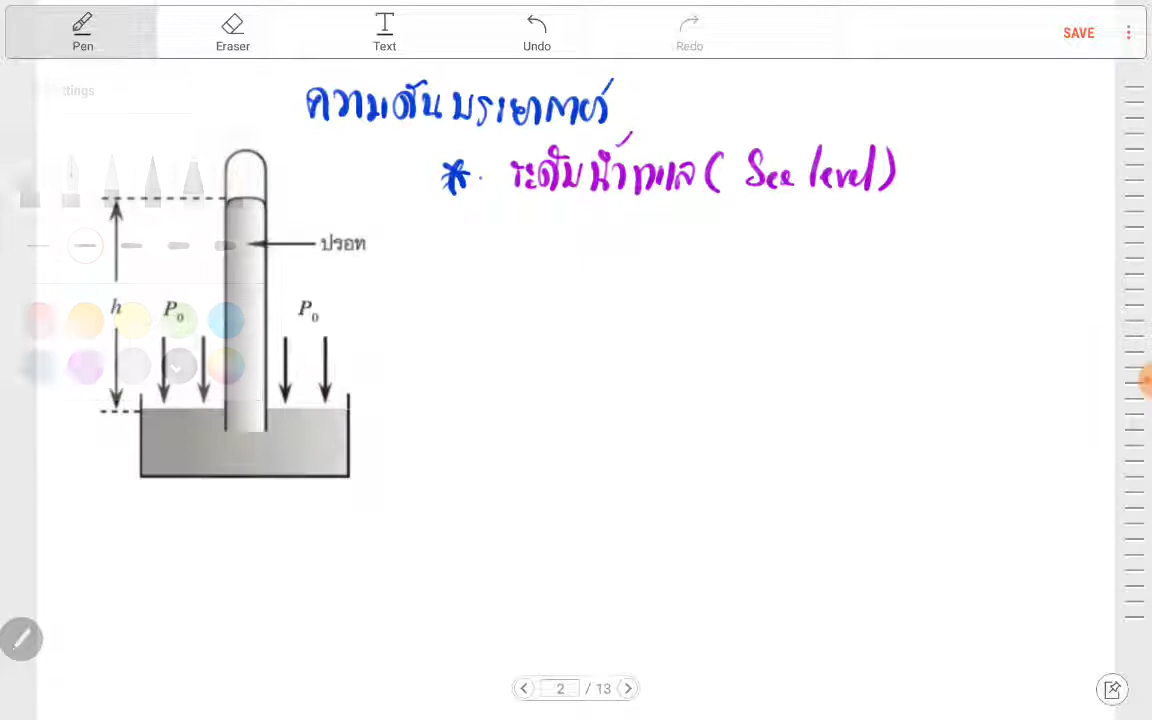 Pen
Eraser
Text
Undo
Redo
SAVE
ttings
ความดันบรรยากาศ
* ระดับน้ำทะเล ( Sea level )
ปรอท
h
P0
P0
2 / 13